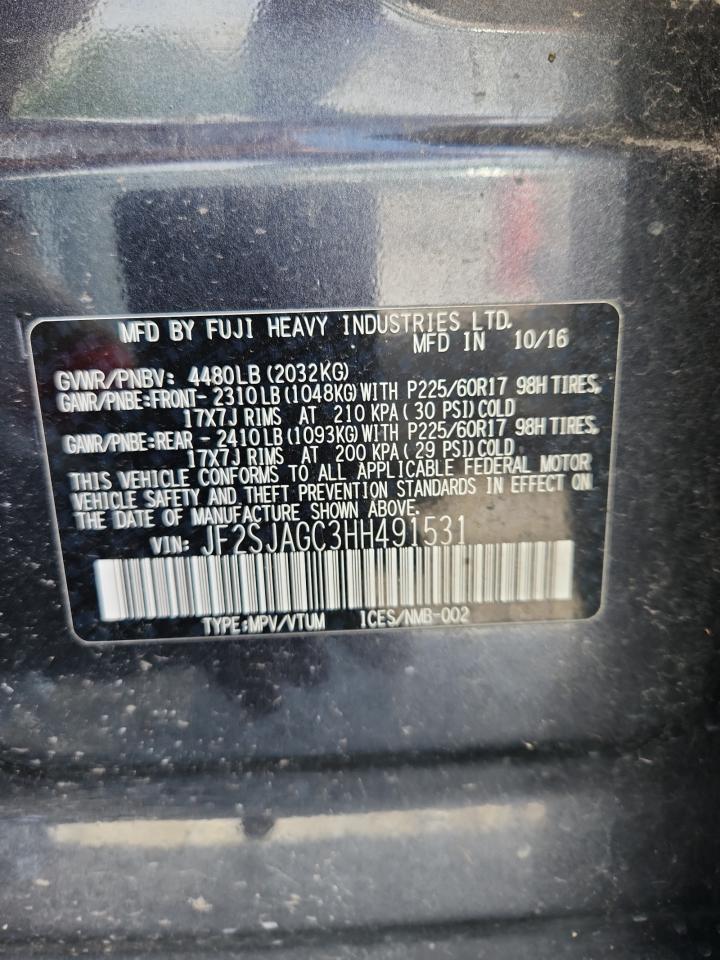 MFD BY FUJI HEAVY INDUSTRIES LTD.
MFD IN 10/16
GVWR/PNBV: 4480LB (2032KG)
GAWR/PNBE:FRONT- 2310LB (1048KG) WITH P225/60R17 98H TIRES,
17X7J RIMS AT 210 KPA ( 30 PSI) COLD
GAWR/PNBE:REAR - 2410LB (1093KG) WITH P225/60R17 98H TIRES,
17X7J RIMS AT 200 KPA ( 29 PSI) COLD
THIS VEHICLE CONFORMS TO ALL APPLICABLE FEDERAL MOTOR
VEHICLE SAFETY AND THEFT PREVENTION STANDARDS IN EFFECT ON
THE DATE OF MANUFACTURE SHOWN ABOVE.
VIN: JF2SJAGC3HH491531
TYPE:MPV/VTUM ICES/NMB-002